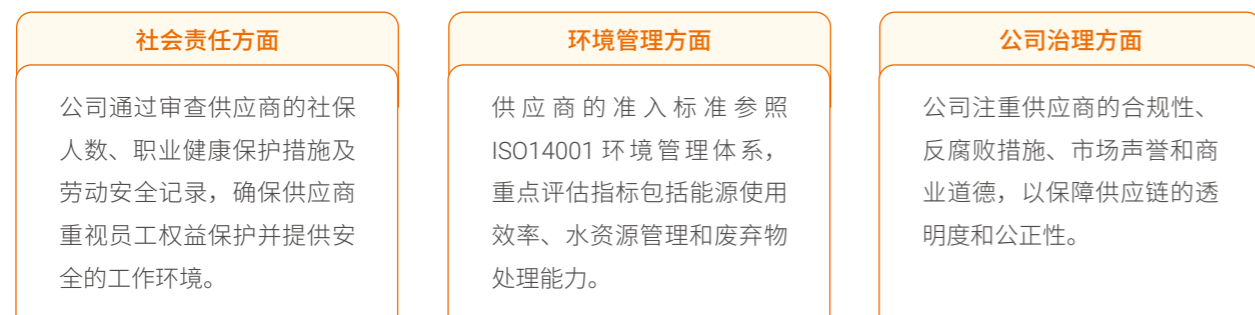 社会责任方面
公司通过审查供应商的社保
人数、职业健康保护措施及
劳动安全记录，确保供应商
重视员工权益保护并提供安
全的工作环境。
环境管理方面
供应商的准入标准参照
ISO14001 环境管理体系，
重点评估指标包括能源使用
效率、水资源管理和废弃物
处理能力。
公司治理方面
公司注重供应商的合规性、
反腐败措施、市场声誉和商
业道德，以保障供应链的透
明度和公正性。